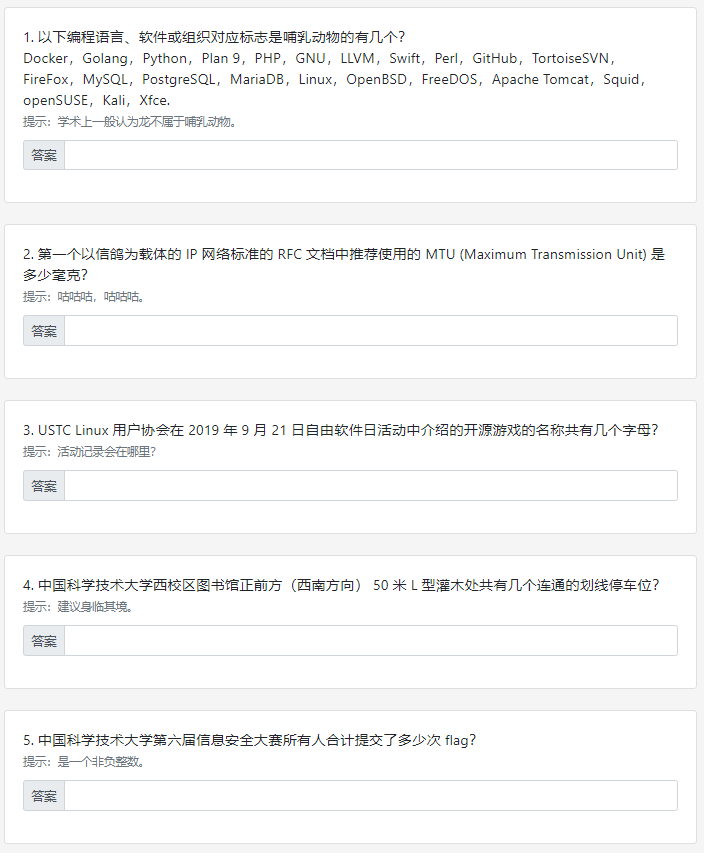 1. 以下编程语言、软件或组织对应标志是哺乳动物的有几个？
Docker，Golang，Python，Plan 9，PHP，GNU，LLVM，Swift，Perl，GitHub，TortoiseSVN，
FireFox，MySQL，PostgreSQL，MariaDB，Linux，OpenBSD，FreeDOS，Apache Tomcat，Squid，
openSUSE，Kali，Xfce.
提示：学术上一般认为龙不属于哺乳动物。
答案
2. 第一个以信鸽为载体的 IP 网络标准的 RFC 文档中推荐使用的 MTU (Maximum Transmission Unit) 是
多少毫克？
提示：咕咕咕，咕咕咕。
答案
3. USTC Linux 用户协会在 2019 年 9 月 21 日自由软件日活动中介绍的开源游戏的名称共有几个字母？
提示：活动记录会在哪里？
答案
4. 中国科学技术大学西校区图书馆正前方（西南方向） 50 米 L 型灌木处共有几个连通的划线停车位？
提示：建议身临其境。
答案
5. 中国科学技术大学第六届信息安全大赛所有人合计提交了多少次 flag？
提示：是一个非负整数。
答案